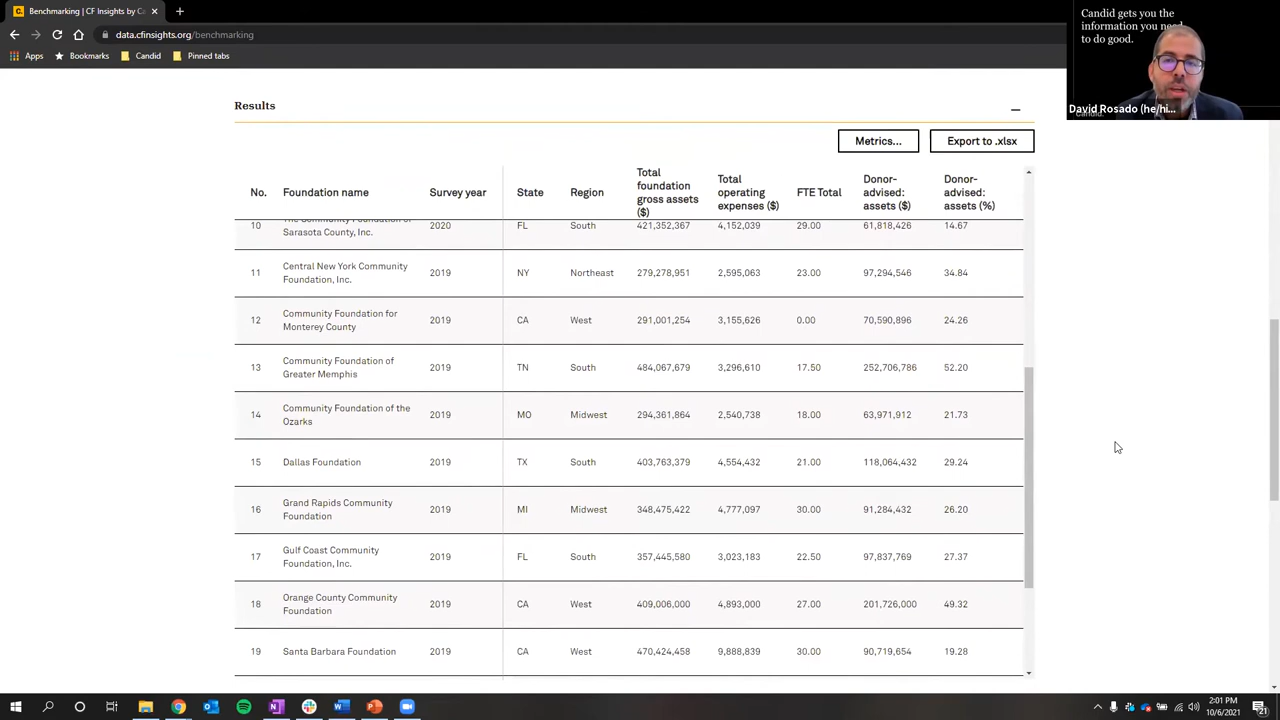 Benchmarking | CF Insights by C
data.cfinsights.org/benchmarking
Apps Bookmarks Candid Pinned tabs
Candid gets you the
information you need
to do good.
David Rosado (he/hi...
Candid.
Results
Metrics... Export to .xlsx
No. Foundation name Survey year State Region Total foundation gross assets ($) Total operating expenses ($) FTE Total Donor-advised: assets ($) Donor-advised: assets (%)
10 The Community Foundation of Sarasota County, Inc. 2020 FL South 421,352,367 4,152,039 29.00 61,818,426 14.67
11 Central New York Community Foundation, Inc. 2019 NY Northeast 279,278,951 2,595,063 23.00 97,294,546 34.84
12 Community Foundation for Monterey County 2019 CA West 291,001,254 3,155,626 0.00 70,590,896 24.26
13 Community Foundation of Greater Memphis 2019 TN South 484,067,679 3,296,610 17.50 252,706,786 52.20
14 Community Foundation of the Ozarks 2019 MO Midwest 294,361,864 2,540,738 18.00 63,971,912 21.73
15 Dallas Foundation 2019 TX South 403,763,379 4,554,432 21.00 118,064,432 29.24
16 Grand Rapids Community Foundation 2019 MI Midwest 348,475,422 4,777,097 30.00 91,284,432 26.20
17 Gulf Coast Community Foundation, Inc. 2019 FL South 357,445,580 3,023,183 22.50 97,837,769 27.37
18 Orange County Community Foundation 2019 CA West 409,006,000 4,893,000 27.00 201,726,000 49.32
19 Santa Barbara Foundation 2019 CA West 470,424,458 9,888,839 30.00 90,719,654 19.28
2:01 PM
10/6/2021
21